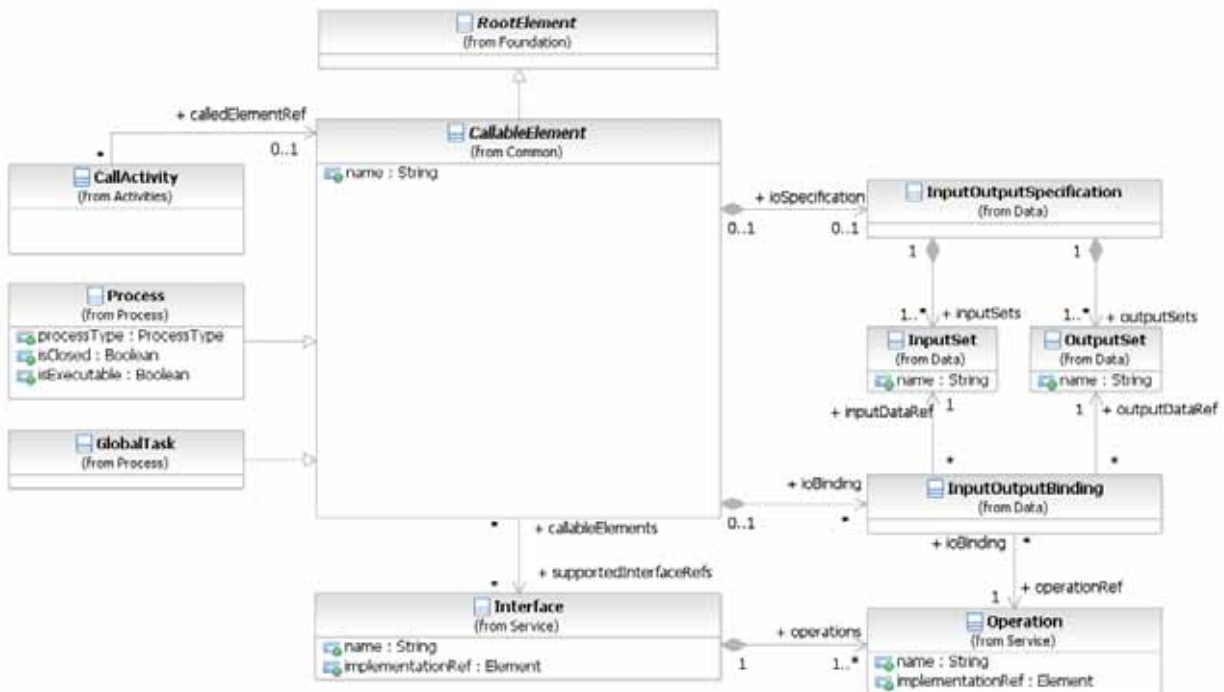 RootElement
(from Foundation)
+ calledElementRef
0..1
*
CallableElement
(from Common)
name : String
CallActivity
(from Activities)
+ ioSpecification
0..1
0..1
InputOutputSpecification
(from Data)
1
1
Process
(from Process)
processType : ProcessType
isClosed : Boolean
isExecutable : Boolean
1..*
+ inputSets
1..*
+ outputSets
InputSet
(from Data)
name : String
OutputSet
(from Data)
name : String
+ inputDataRef
1
1
+ outputDataRef
GlobalTask
(from Process)
*
*
+ ioBinding
0..1
*
InputOutputBinding
(from Data)
*
+ callableElements
+ ioBinding
*
+ supportedInterfaceRefs
*
+ operationRef
1
Interface
(from Service)
name : String
implementationRef : Element
+ operations
1
1..*
Operation
(from Service)
name : String
implementationRef : Element